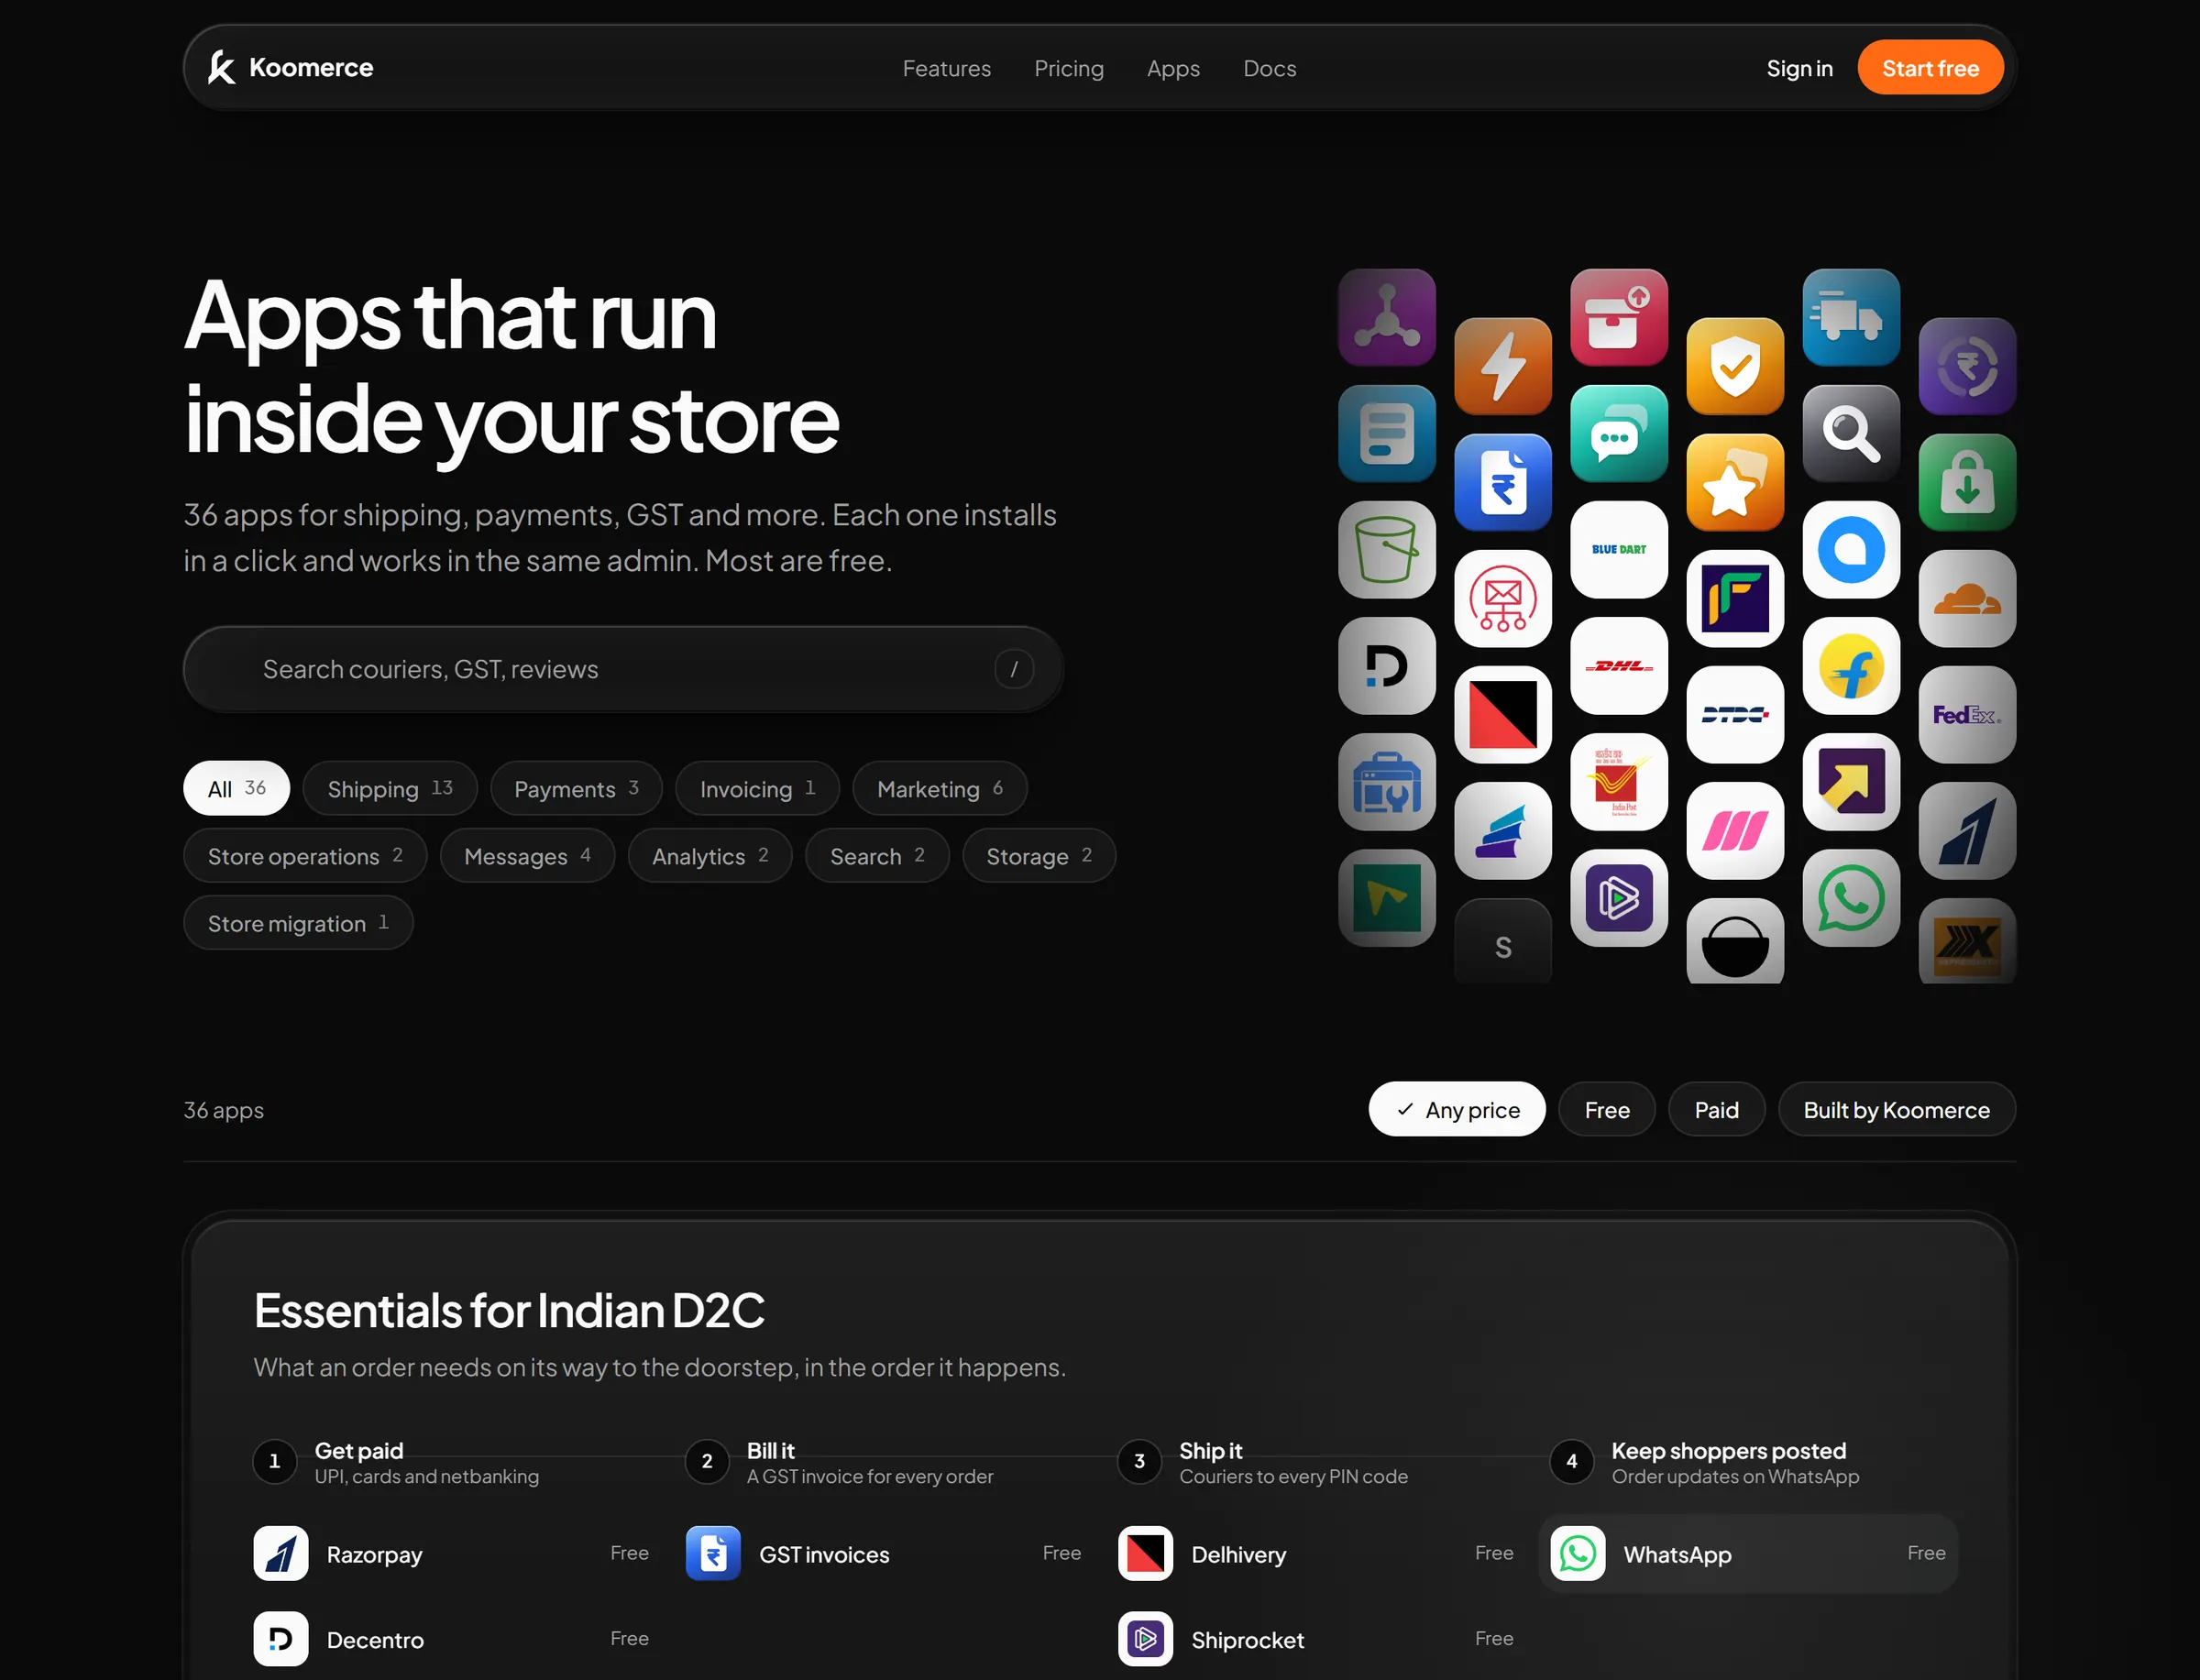 Koomerce
Features
Pricing
Apps
Docs
Sign in
Start free
Apps that run
inside your store
36 apps for shipping, payments, GST and more. Each one installs
in a click and works in the same admin. Most are free.
Search couriers, GST, reviews
/
All 36
Shipping 13
Payments 3
Invoicing 1
Marketing 6
Store operations 2
Messages 4
Analytics 2
Search 2
Storage 2
Store migration 1
BLUE DART
DHL
DTDC
FedEx
India Post
S
36 apps
Any price
Free
Paid
Built by Koomerce
Essentials for Indian D2C
What an order needs on its way to the doorstep, in the order it happens.
1
Get paid
UPI, cards and netbanking
2
Bill it
A GST invoice for every order
3
Ship it
Couriers to every PIN code
4
Keep shoppers posted
Order updates on WhatsApp
Razorpay
Free
GST invoices
Free
Delhivery
Free
WhatsApp
Free
Decentro
Free
Shiprocket
Free